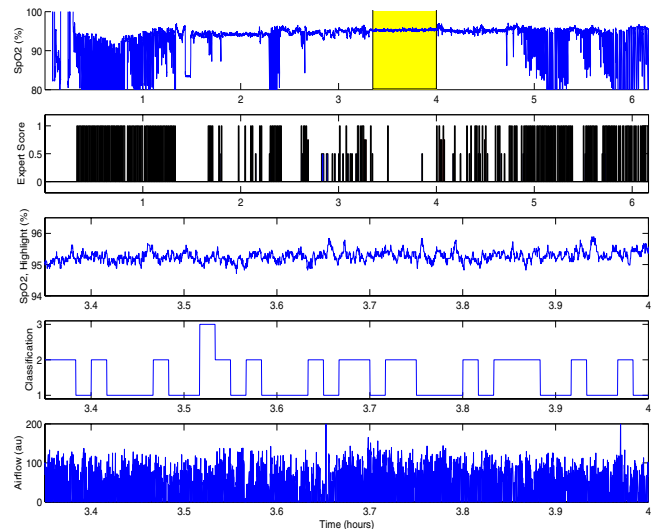 SpO2 (%)
100
90
80
1 2 3 4 5 6
Expert Score
1
0.5
0
1 2 3 4 5 6
SpO2, Highlight (%)
96
95
94
3.4 3.5 3.6 3.7 3.8 3.9 4
Classification
3
2
1
3.4 3.5 3.6 3.7 3.8 3.9 4
Airflow (au)
200
100
0
3.4 3.5 3.6 3.7 3.8 3.9 4
Time (hours)